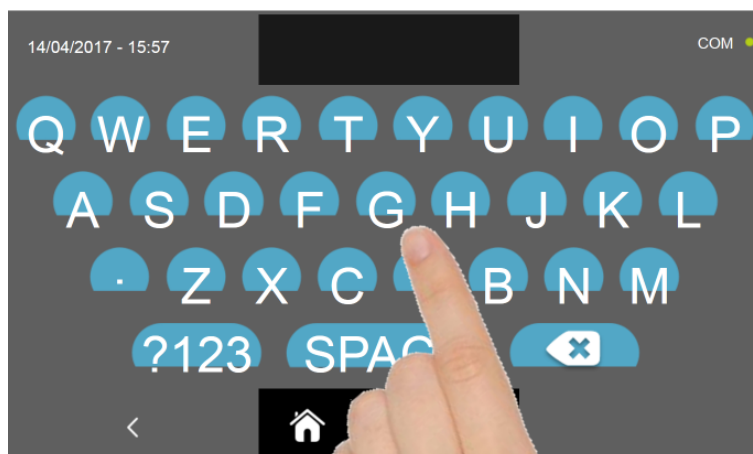 14/04/2017 - 15:57 COM
Q W E R T Y U I O P
A S D F G H J K L
. Z X C B N M
?123